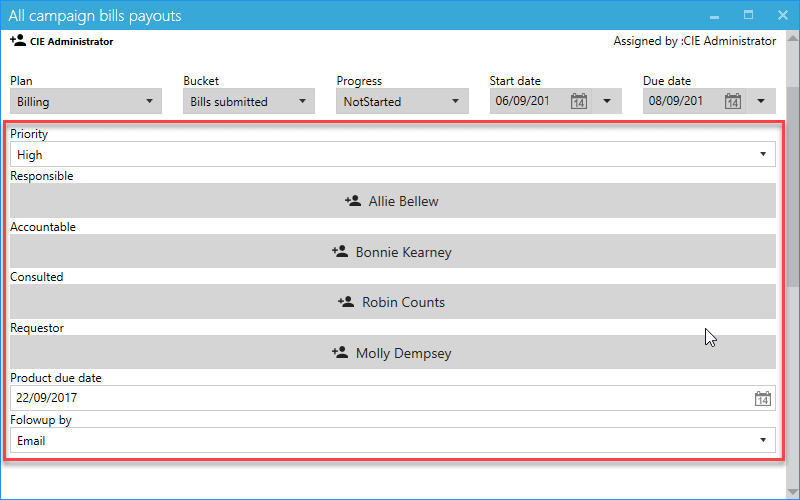 All campaign bills payouts
CIE Administrator Assigned by :CIE Administrator
Plan Bucket Progress Start date Due date
Billing Bills submitted NotStarted 06/09/201 14 08/09/201 14
Priority
High
Responsible
Allie Bellew
Accountable
Bonnie Kearney
Consulted
Robin Counts
Requestor
Molly Dempsey
Product due date
22/09/2017 14
Folowup by
Email